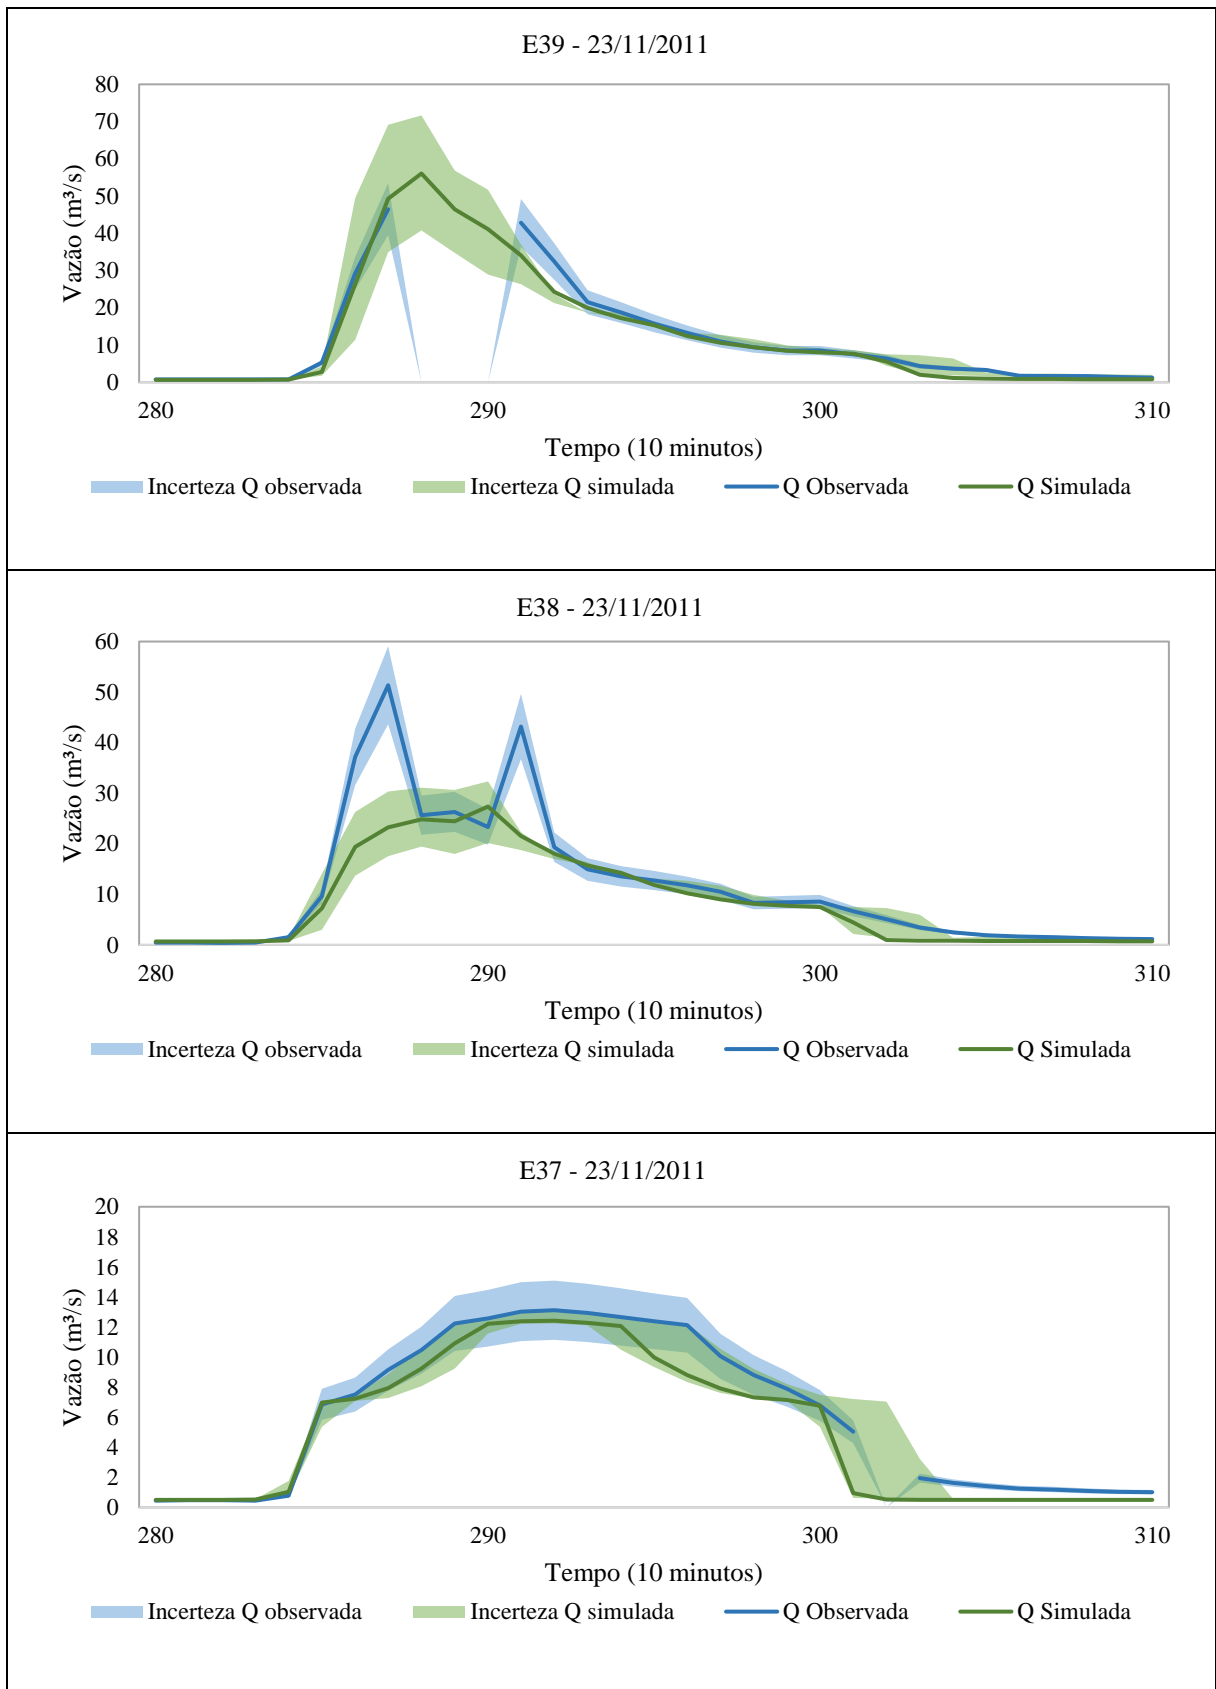 E39 - 23/11/2011
80
70
60
50
40
30
20
10
0
Vazão (m³/s)
280 290 300 310
Tempo (10 minutos)
Incerteza Q observada Incerteza Q simulada Q Observada Q Simulada
E38 - 23/11/2011
60
50
40
30
20
10
0
Vazão (m³/s)
280 290 300 310
Tempo (10 minutos)
Incerteza Q observada Incerteza Q simulada Q Observada Q Simulada
E37 - 23/11/2011
20
18
16
14
12
10
8
6
4
2
0
Vazão (m³/s)
280 290 300 310
Tempo (10 minutos)
Incerteza Q observada Incerteza Q simulada Q Observada Q Simulada